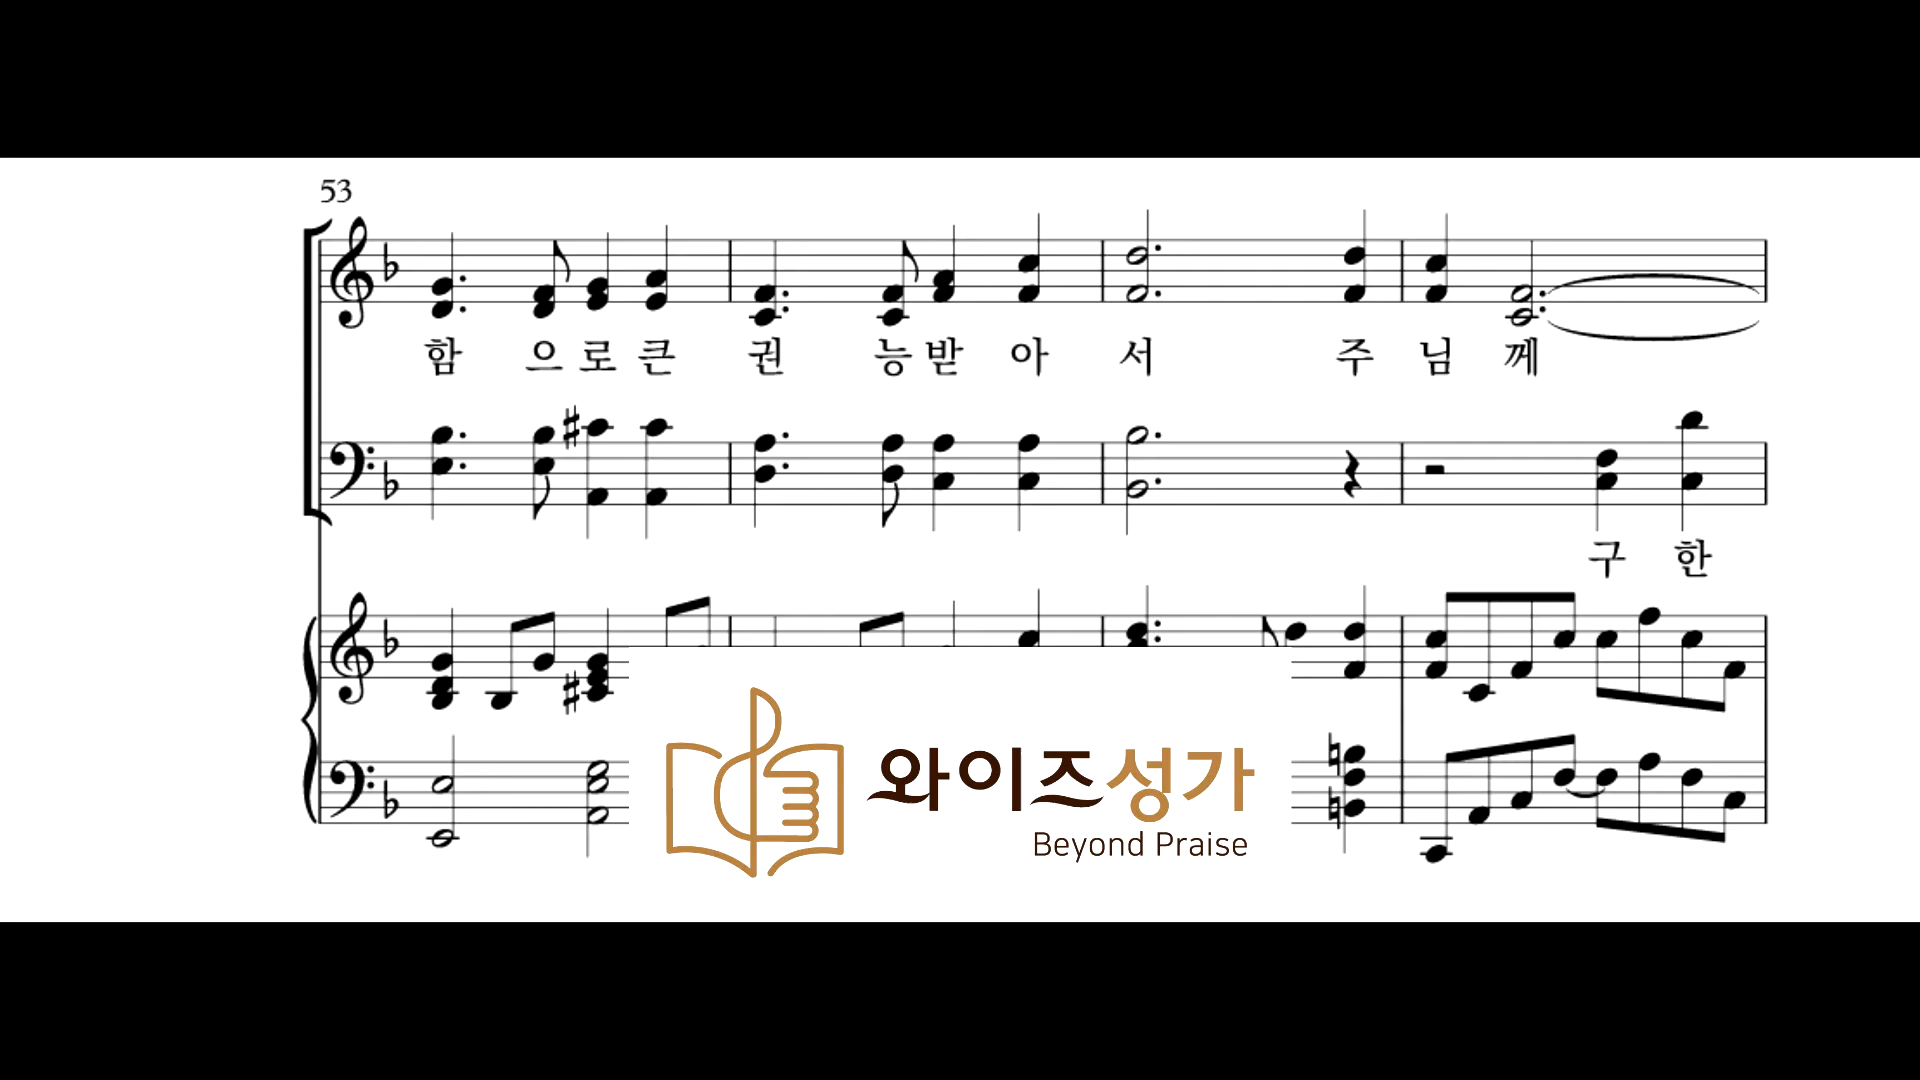 53
함 으 로 큰 권 능 받 아 서 주 님 께
구 한
와이즈성가
Beyond Praise